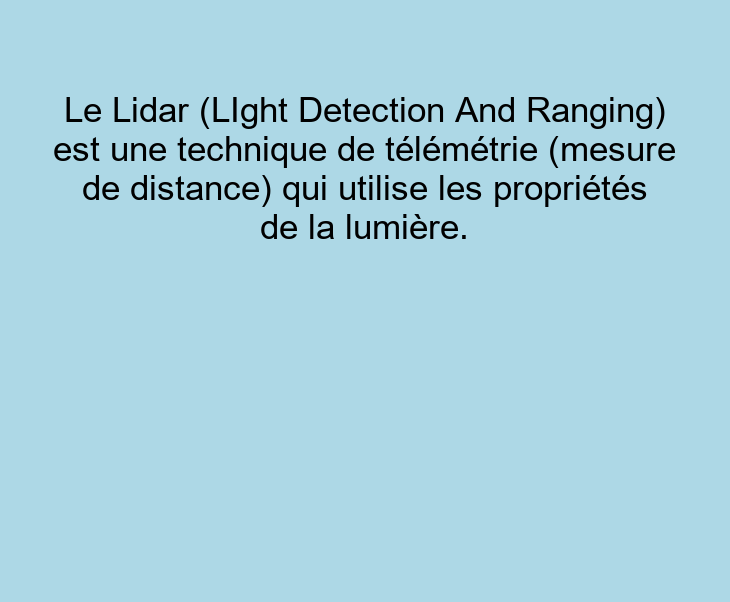 Le Lidar (LIght Detection And Ranging)
est une technique de télémétrie (mesure
de distance) qui utilise les propriétés
de la lumière.